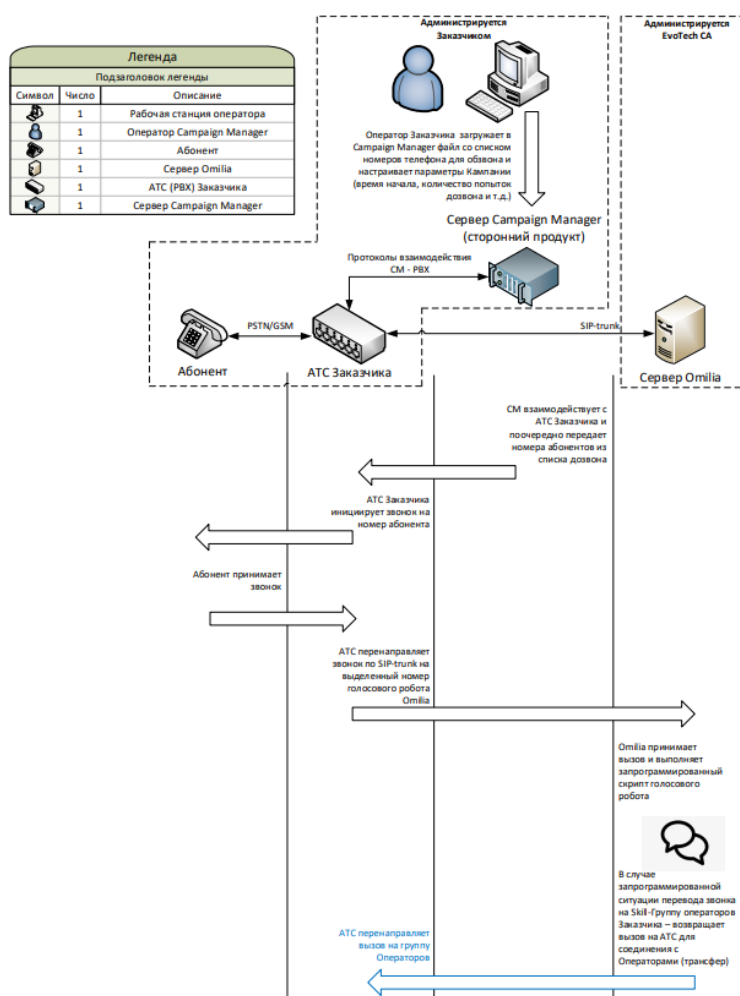 Администрируется
Заказчиком
Администрируется
EvoTech CA
Легенда
Подзаголовок легенды
Символ Число Описание
1 Рабочая станция оператора
1 Оператор Campaign Manager
1 Абонент
1 Сервер Omilia
1 АТС (PBX) Заказчика
1 Сервер Campaign Manager
Оператор Заказчика загружает в
Campaign Manager файл со списком
номеров телефона для обзвона и
настраивает параметры Кампании
(время начала, количество попыток
дозвона и т.д.)
Сервер Campaign Manager
(сторонний продукт)
Протоколы взаимодействия
CM - PBX
PSTN/GSM
SIP-trunk
Абонент
АТС Заказчика
Сервер Omilia
СМ взаимодействует с
АТС Заказчика и
поочередно передает
номера абонентов из
списка дозвона
АТС Заказчика
инициирует звонок на
номер абонента
Абонент принимает
звонок
АТС перенаправляет
звонок по SIP-trunk на
выделенный номер
голосового робота
Omilia
Omilia принимает
вызов и выполняет
запрограммированный
скрипт голосового
робота
В случае
запрограммированной
ситуации перевода звонка
на Skill-Группу операторов
Заказчика – возвращает
вызов на АТС для
соединения с
Операторами (трансфер)
АТС перенаправляет
вызов на группу
Операторов